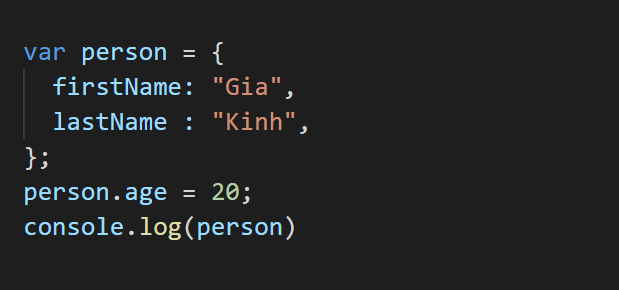 var person = {
  firstName: "Gia",
  lastName : "Kinh",
};
person.age = 20;
console.log(person)